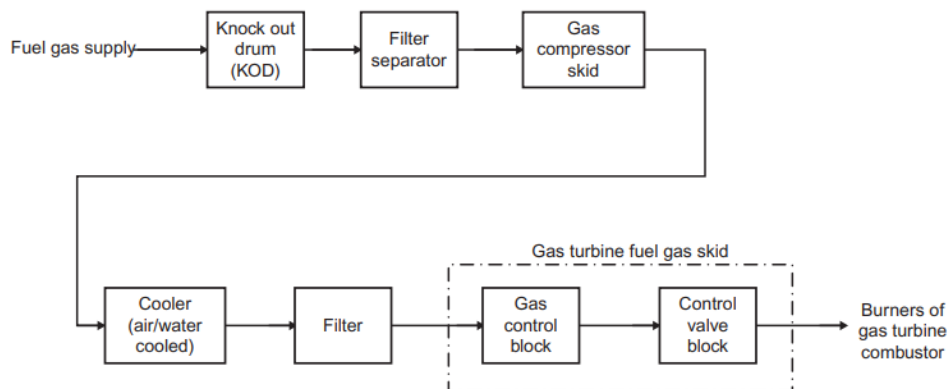 Fuel gas supply
Knock out
drum
(KOD)
Filter
separator
Gas
compressor
skid
Gas turbine fuel gas skid
Cooler
(air/water
cooled)
Filter
Gas
control
block
Control
valve
block
Burners of
gas turbine
combustor